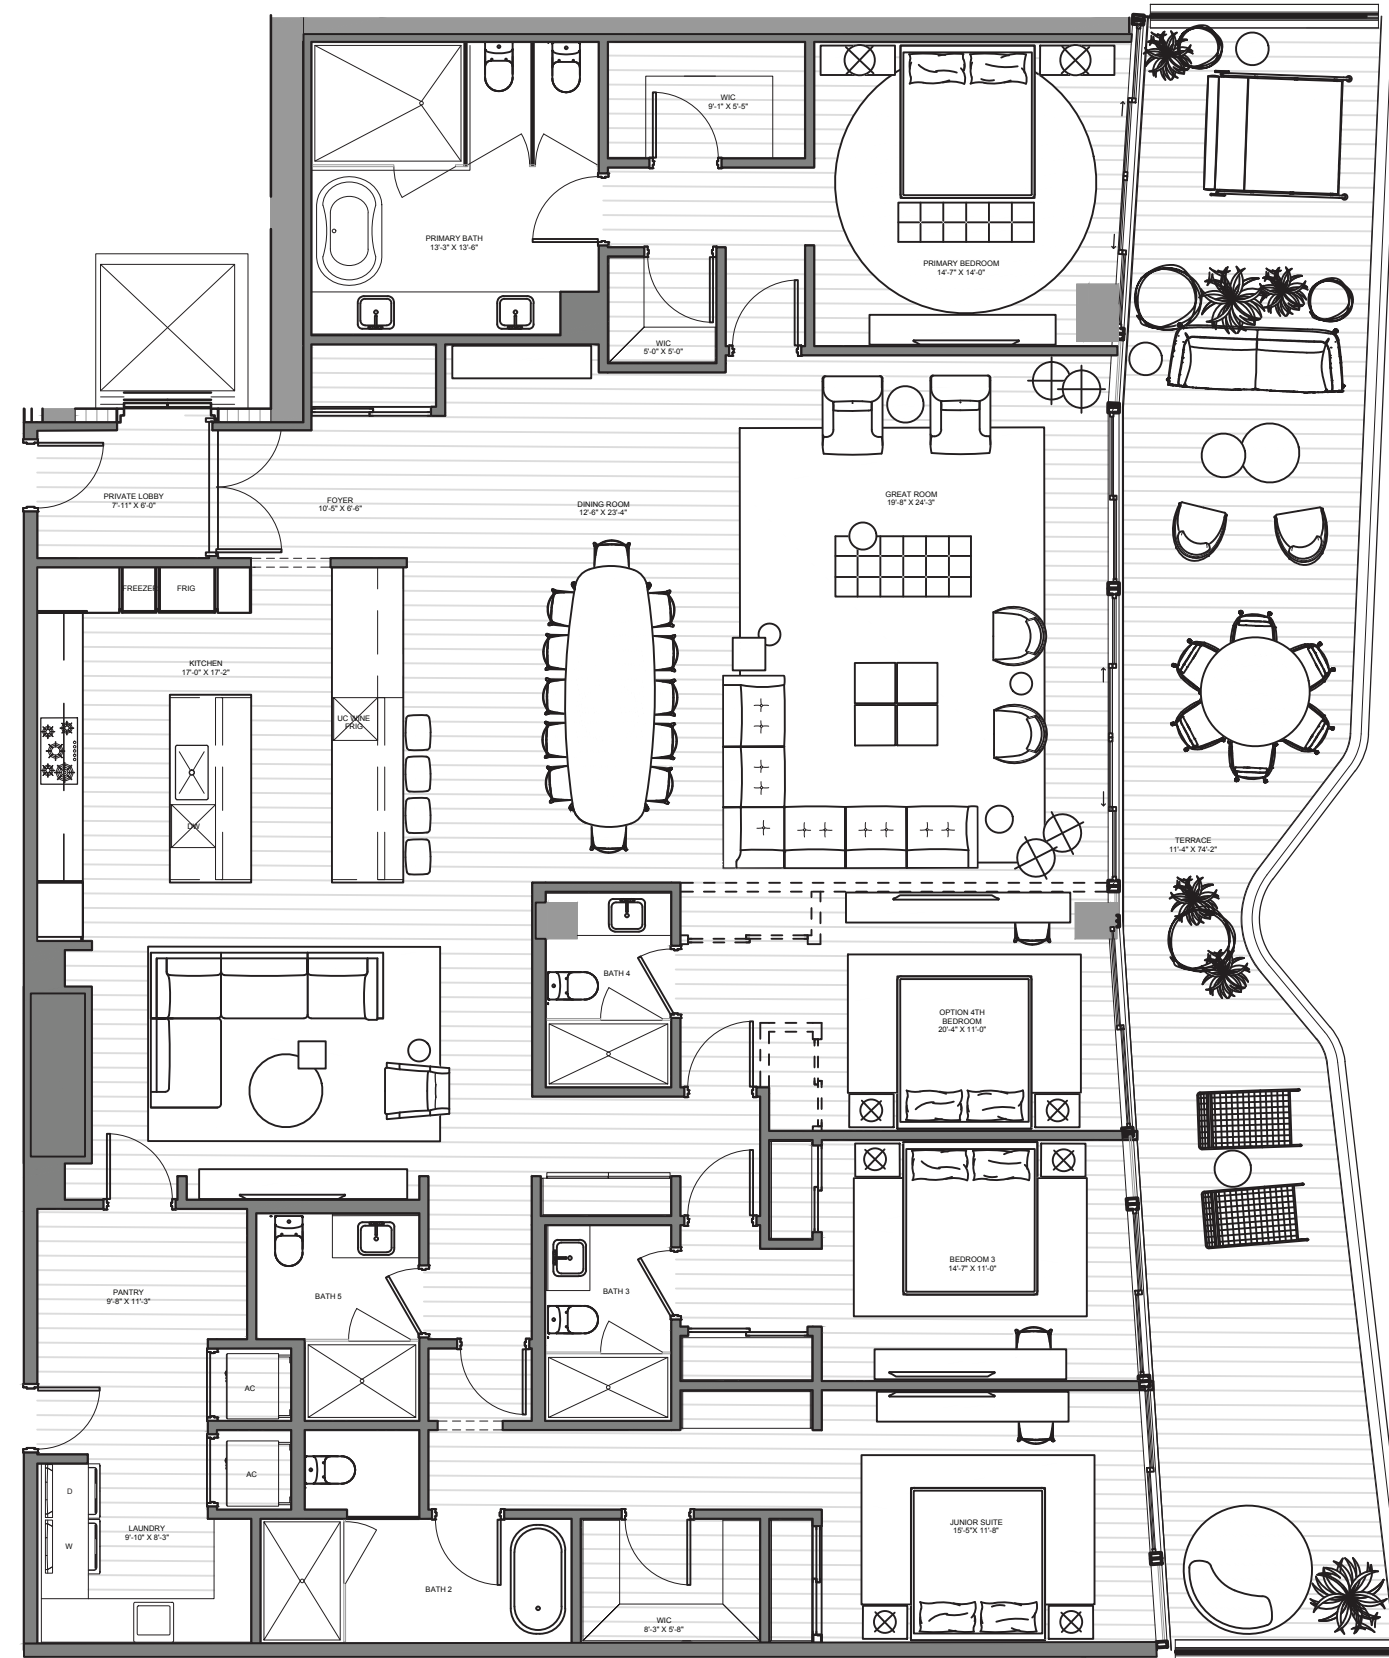 WIC
9'-1" X 5'-5"
PRIMARY BATH
13'-3" X 13'-6"
PRIMARY BEDROOM
14'-7" X 14'-0"
WIC
5'-0" X 5'-0"
PRIVATE LOBBY
7'-11" X 6'-0"
FOYER
10'-5" X 6'-6"
DINING ROOM
12'-6" X 23'-4"
GREAT ROOM
19'-8" X 24'-3"
FREEZER
FRIG
KITCHEN
17'-0" X 17'-2"
UC WINE
FRIG
DW
TERRACE
11'-4" X 74'-2"
BATH 4
OPTION 4TH
BEDROOM
20'-4" X 11'-0"
BEDROOM 3
14'-7" X 11'-0"
PANTRY
9'-8" X 11'-3"
BATH 5
BATH 3
AC
AC
D
W
LAUNDRY
9'-10" X 8'-3"
BATH 2
JUNIOR SUITE
15'-5"X 11'-8"
WIC
8'-3" X 5'-8"